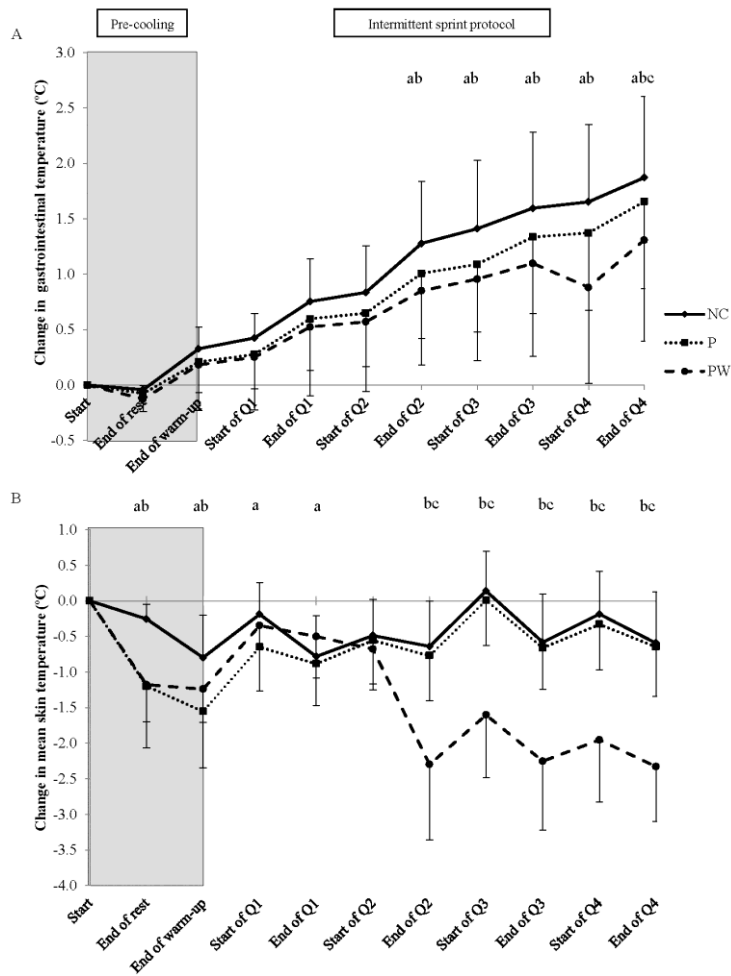 Pre-cooling
Intermittent sprint protocol
A
3.0
ab ab ab ab abc
2.5
2.0
1.5
1.0
0.5
0.0
-0.5
Change in gastrointestinal temperature (°C)
NC
P
PW
Start
End of rest
End of warm-up
Start of Q1
End of Q1
Start of Q2
End of Q2
Start of Q3
End of Q3
Start of Q4
End of Q4
B
ab ab a a bc bc bc bc bc
1.0
0.5
0.0
-0.5
-1.0
-1.5
-2.0
-2.5
-3.0
-3.5
-4.0
Change in mean skin temperature (°C)
Start
End of rest
End of warm-up
Start of Q1
End of Q1
Start of Q2
End of Q2
Start of Q3
End of Q3
Start of Q4
End of Q4